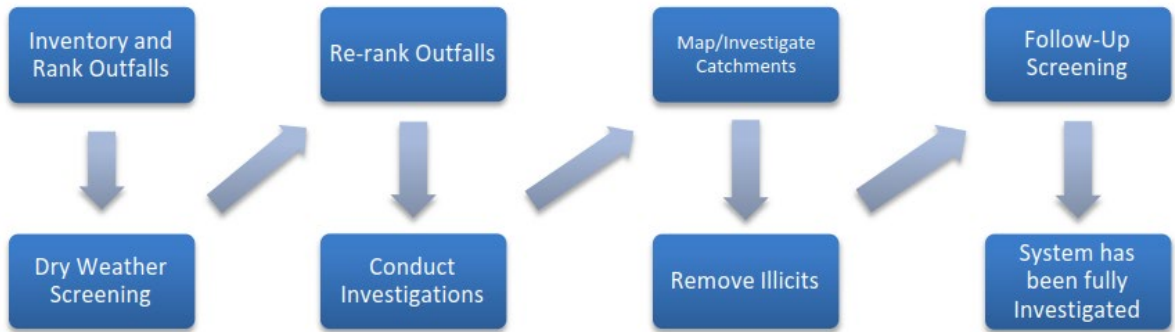 Inventory and
Rank Outfalls
Dry Weather
Screening
Re-rank Outfalls
Conduct
Investigations
Map/Investigate
Catchments
Remove Illicits
Follow-Up
Screening
System has
been fully
Investigated